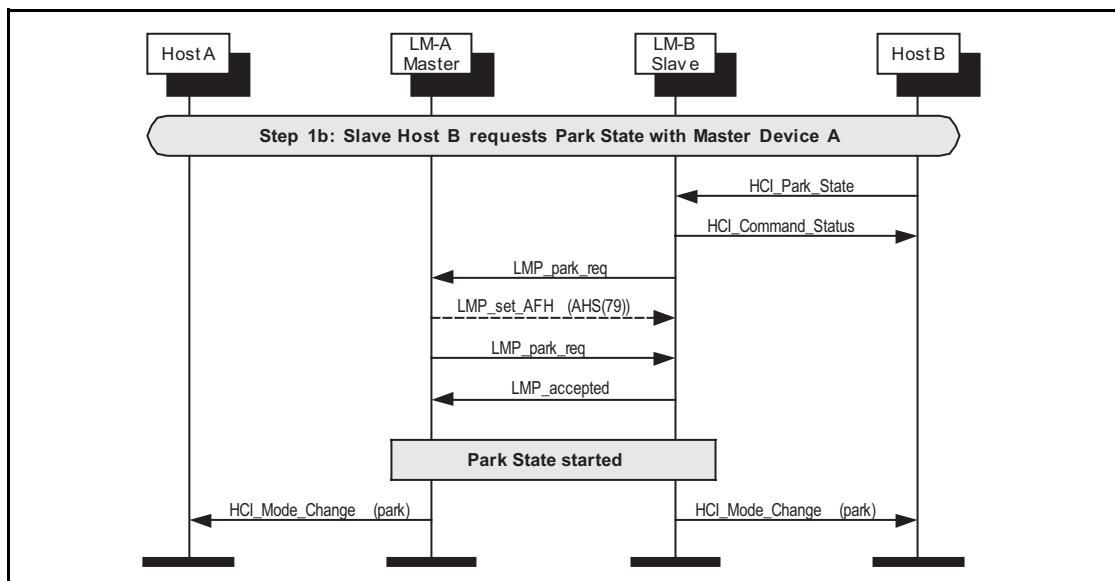 Host A
LM-A
Master
LM-B
Slave
Host B
Step 1b: Slave Host B requests Park State with Master Device A
HCI_Park_State
HCI_Command_Status
LMP_park_req
LMP_set_AFH (AHS(79))
LMP_park_req
LMP_accepted
Park State started
HCI_Mode_Change (park)
HCI_Mode_Change (park)